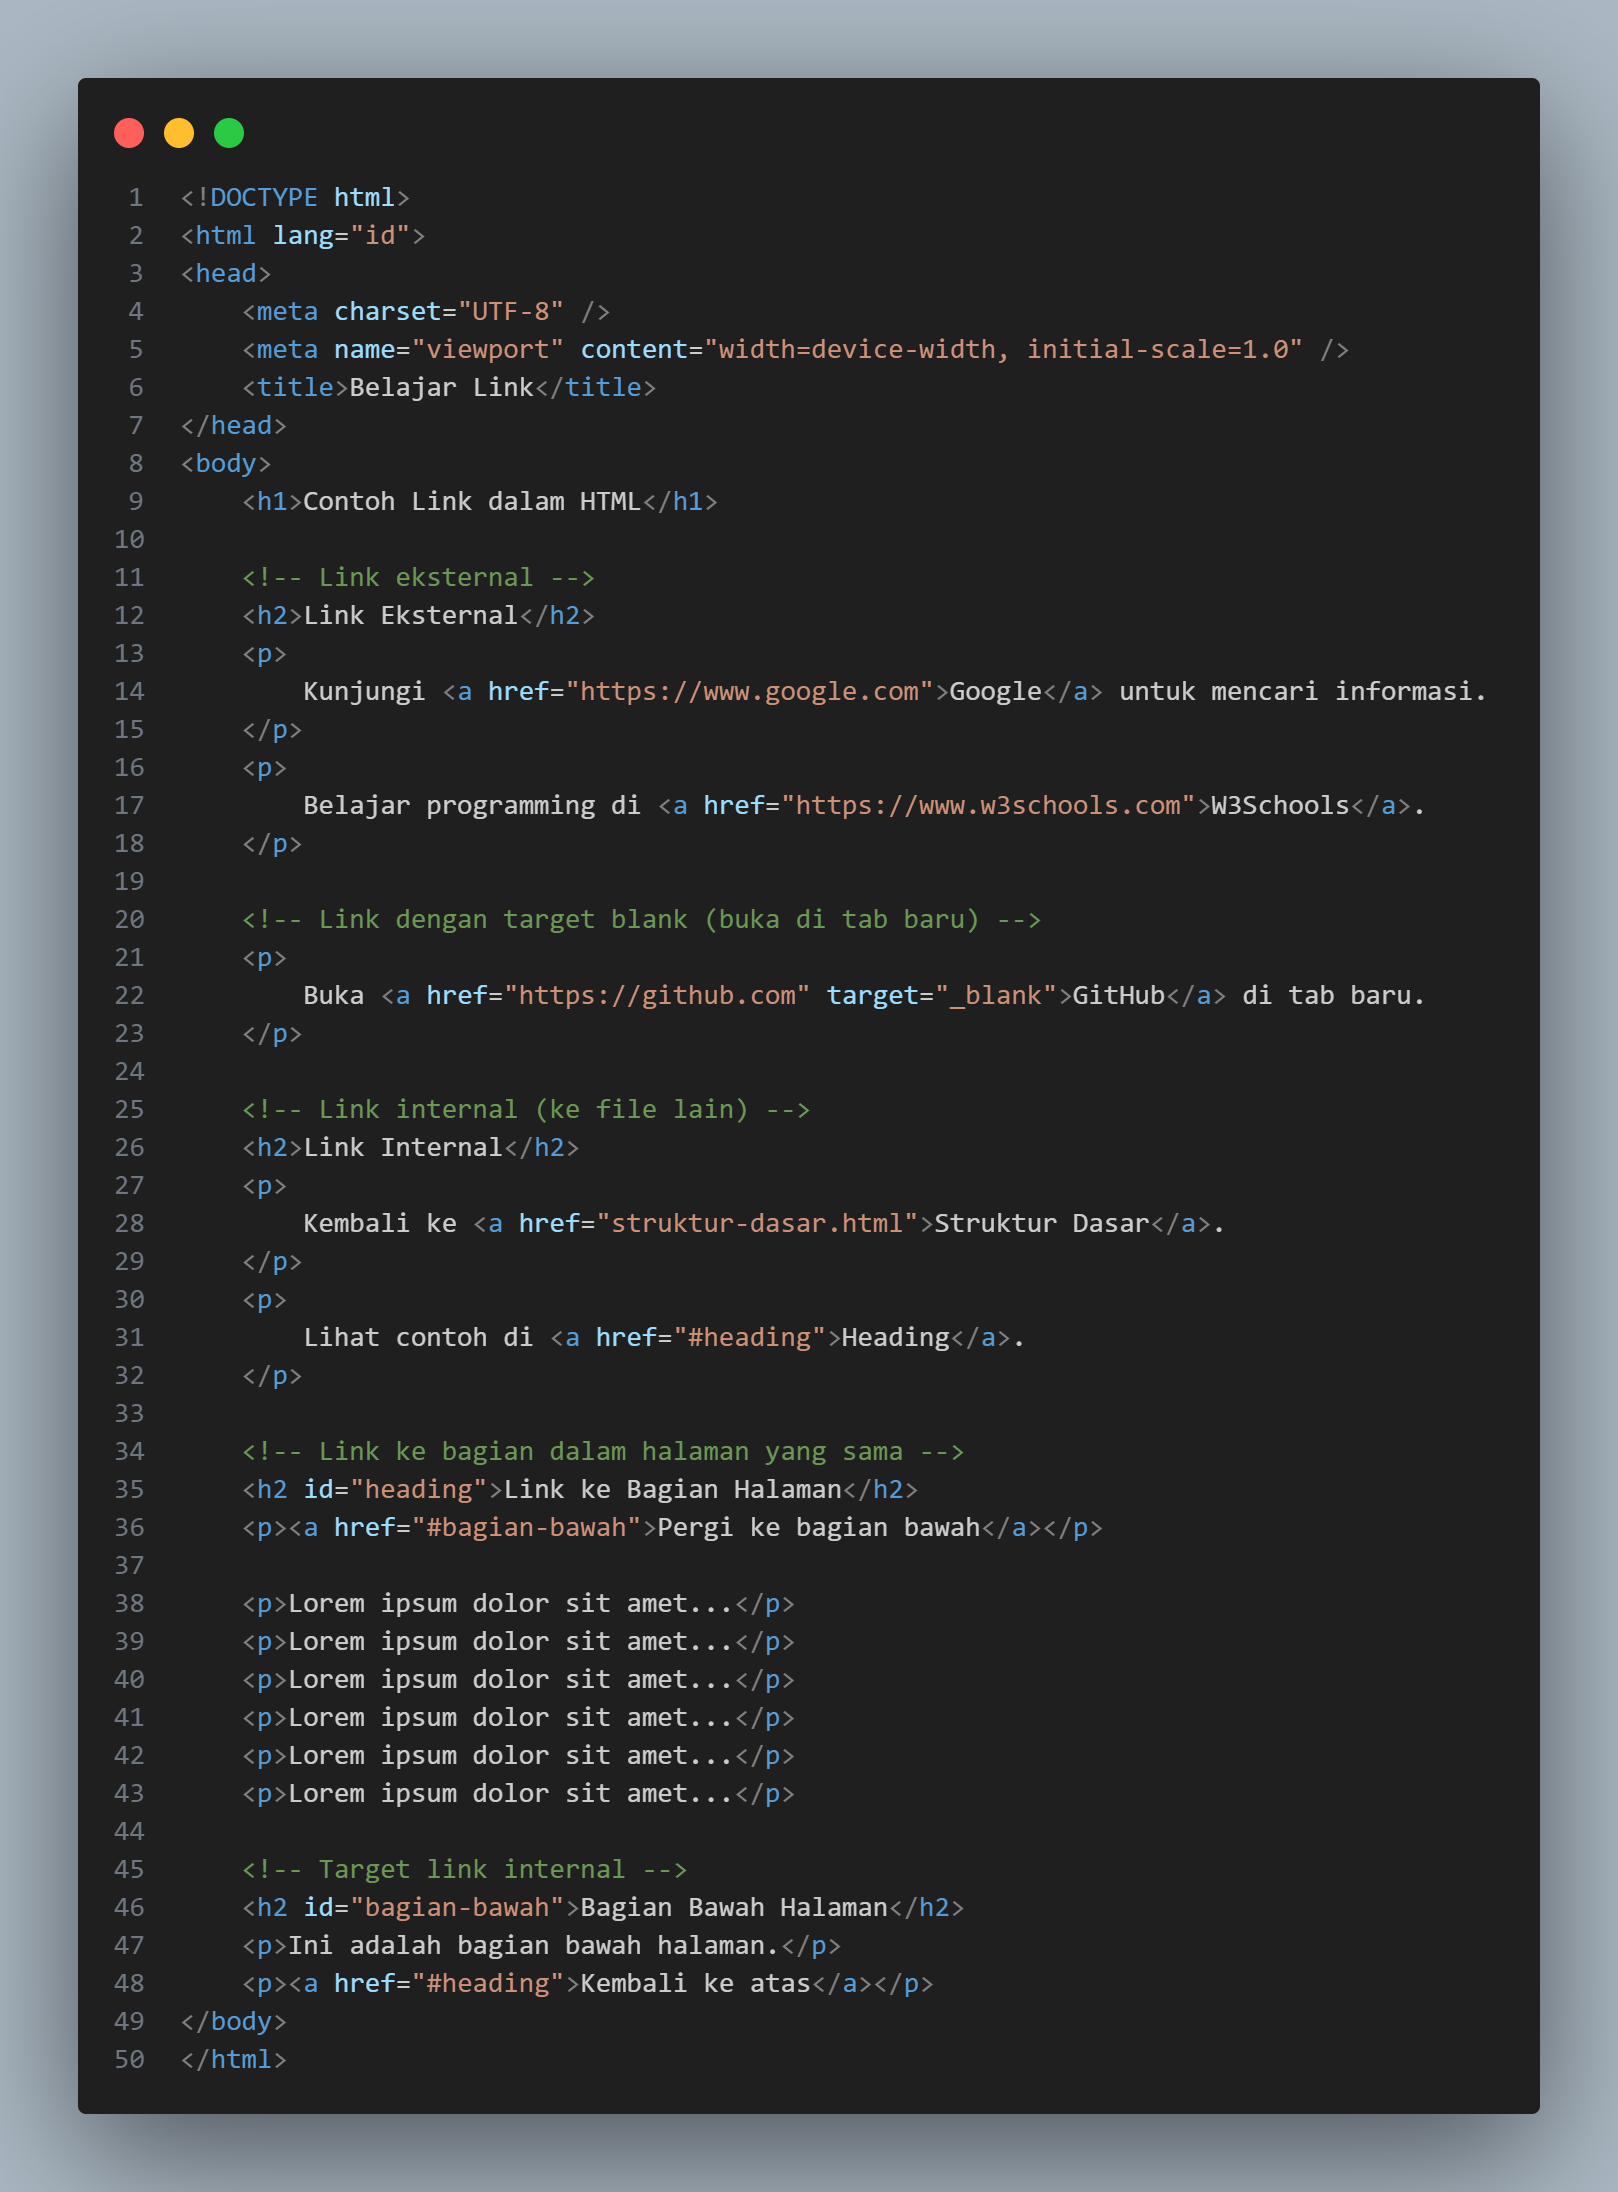 1 <!DOCTYPE html>
2 <html lang="id">
3 <head>
4     <meta charset="UTF-8" />
5     <meta name="viewport" content="width=device-width, initial-scale=1.0" />
6     <title>Belajar Link</title>
7 </head>
8 <body>
9     <h1>Contoh Link dalam HTML</h1>
10
11     <!-- Link eksternal -->
12     <h2>Link Eksternal</h2>
13     <p>
14         Kunjungi <a href="https://www.google.com">Google</a> untuk mencari informasi.
15     </p>
16     <p>
17         Belajar programming di <a href="https://www.w3schools.com">W3Schools</a>.
18     </p>
19
20     <!-- Link dengan target blank (buka di tab baru) -->
21     <p>
22         Buka <a href="https://github.com" target="_blank">GitHub</a> di tab baru.
23     </p>
24
25     <!-- Link internal (ke file lain) -->
26     <h2>Link Internal</h2>
27     <p>
28         Kembali ke <a href="struktur-dasar.html">Struktur Dasar</a>.
29     </p>
30     <p>
31         Lihat contoh di <a href="#heading">Heading</a>.
32     </p>
33
34     <!-- Link ke bagian dalam halaman yang sama -->
35     <h2 id="heading">Link ke Bagian Halaman</h2>
36     <p><a href="#bagian-bawah">Pergi ke bagian bawah</a></p>
37
38     <p>Lorem ipsum dolor sit amet...</p>
39     <p>Lorem ipsum dolor sit amet...</p>
40     <p>Lorem ipsum dolor sit amet...</p>
41     <p>Lorem ipsum dolor sit amet...</p>
42     <p>Lorem ipsum dolor sit amet...</p>
43     <p>Lorem ipsum dolor sit amet...</p>
44
45     <!-- Target link internal -->
46     <h2 id="bagian-bawah">Bagian Bawah Halaman</h2>
47     <p>Ini adalah bagian bawah halaman.</p>
48     <p><a href="#heading">Kembali ke atas</a></p>
49 </body>
50 </html>